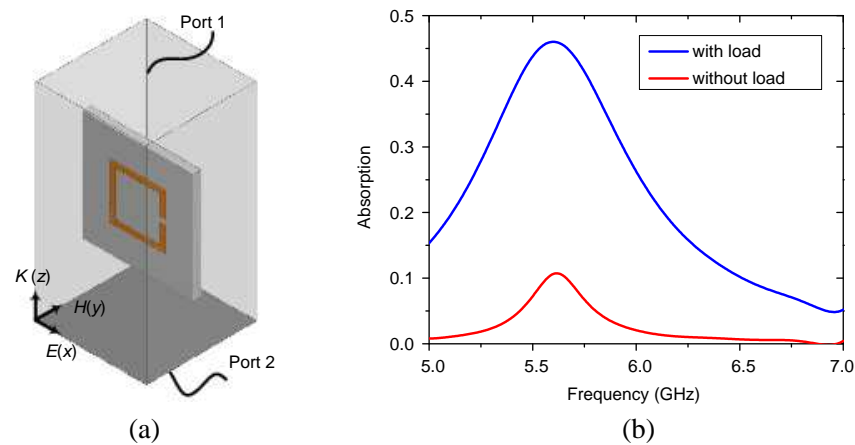 Port 1
K (z)
H(y)
E(x)
Port 2
(a)
0.5
0.4
0.3
0.2
0.1
0.0
Absorption
with load
without load
5.0 5.5 6.0 6.5 7.0
Frequency (GHz)
(b)